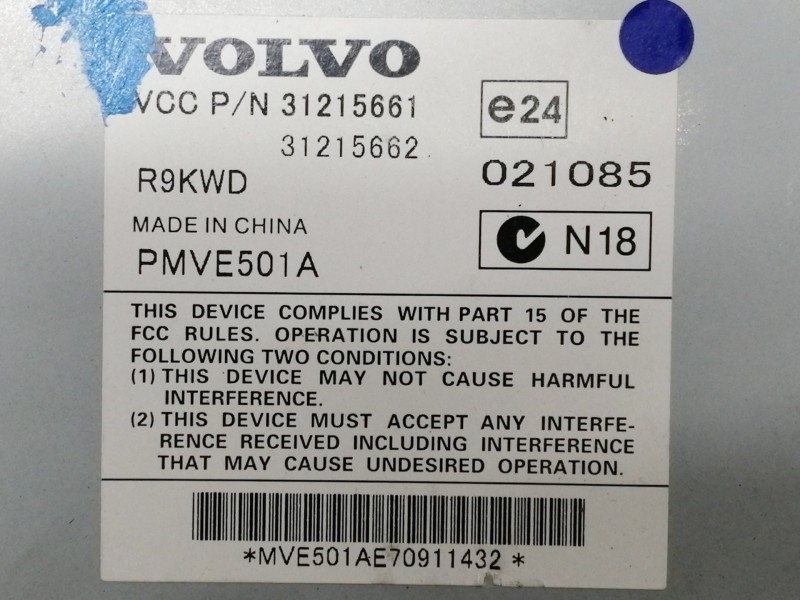 VOLVO
VCC P/N 31215661
31215662
e24
R9KWD
021085
MADE IN CHINA
N18
PMVE501A
THIS DEVICE COMPLIES WITH PART 15 OF THE
FCC RULES. OPERATION IS SUBJECT TO THE
FOLLOWING TWO CONDITIONS:
(1) THIS DEVICE MAY NOT CAUSE HARMFUL
INTERFERENCE.
(2) THIS DEVICE MUST ACCEPT ANY INTERFE-
RENCE RECEIVED INCLUDING INTERFERENCE
THAT MAY CAUSE UNDESIRED OPERATION.
*MVE501AE70911432*